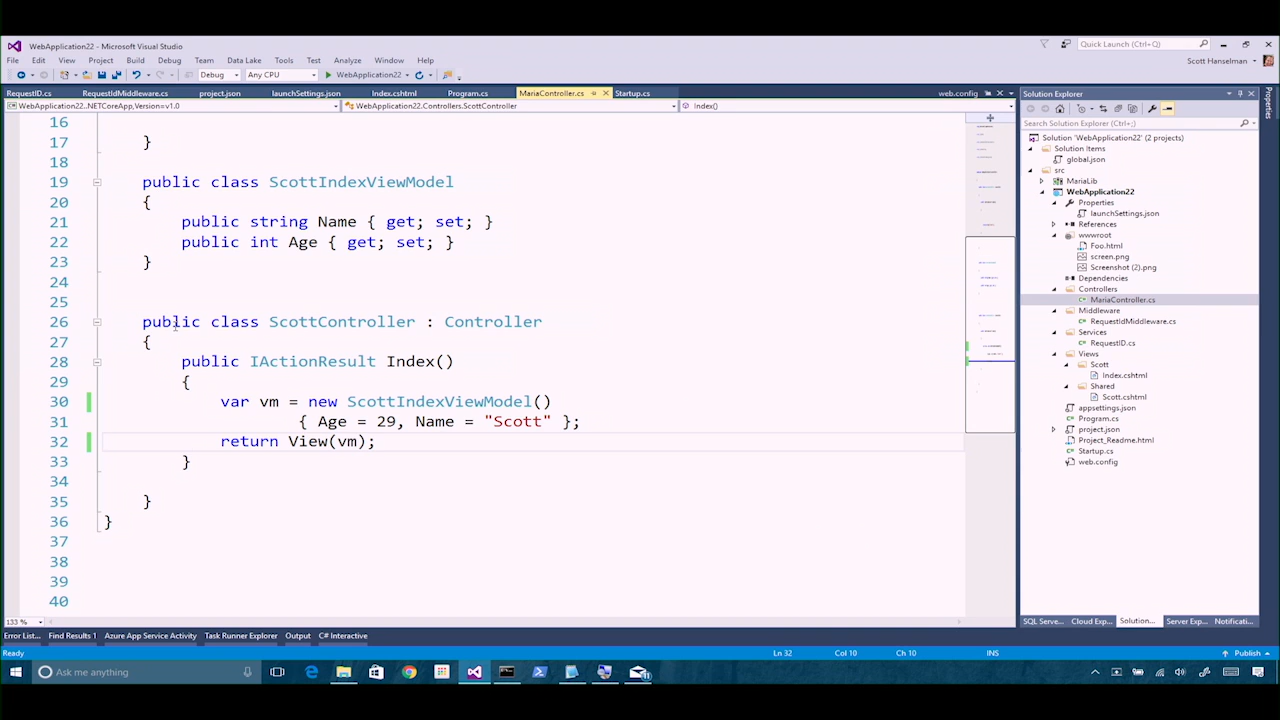 WebApplication22 - Microsoft Visual Studio
Quick Launch (Ctrl+Q)
File Edit View Project Build Debug Team Data Lake Tools Test Analyze Window Help
Scott Hanselman
Debug Any CPU WebApplication22
RequestID.cs RequestIdMiddleware.cs project.json launchSettings.json Index.cshtml Program.cs MariaController.cs Startup.cs web.config
WebApplication22..NETCoreApp,Version=v1.0 WebApplication22.Controllers.ScottController Index()
16
17 }
18
19 public class ScottIndexViewModel
20 {
21 public string Name { get; set; }
22 public int Age { get; set; }
23 }
24
25
26 public class ScottController : Controller
27 {
28 public IActionResult Index()
29 {
30 var vm = new ScottIndexViewModel()
31 { Age = 29, Name = "Scott" };
32 return View(vm);
33 }
34
35 }
36 }
37
38
39
40
133 %
Solution Explorer
Search Solution Explorer (Ctrl+;)
Solution 'WebApplication22' (2 projects)
Solution Items
global.json
src
MariaLib
WebApplication22
Properties
launchSettings.json
References
wwwroot
Foo.html
screen.png
Screenshot (2).png
Dependencies
Controllers
MariaController.cs
Middleware
RequestIdMiddleware.cs
Services
RequestID.cs
Views
Scott
Index.cshtml
Shared
Scott.cshtml
appsettings.json
Program.cs
project.json
Project_Readme.html
Startup.cs
web.config
Properties
SQL Serve... Cloud Exp... Solution... Server Exp... Notificati...
Error List... Find Results 1 Azure App Service Activity Task Runner Explorer Output C# Interactive
Ready Ln 32 Col 10 Ch 10 INS Publish
Ask me anything